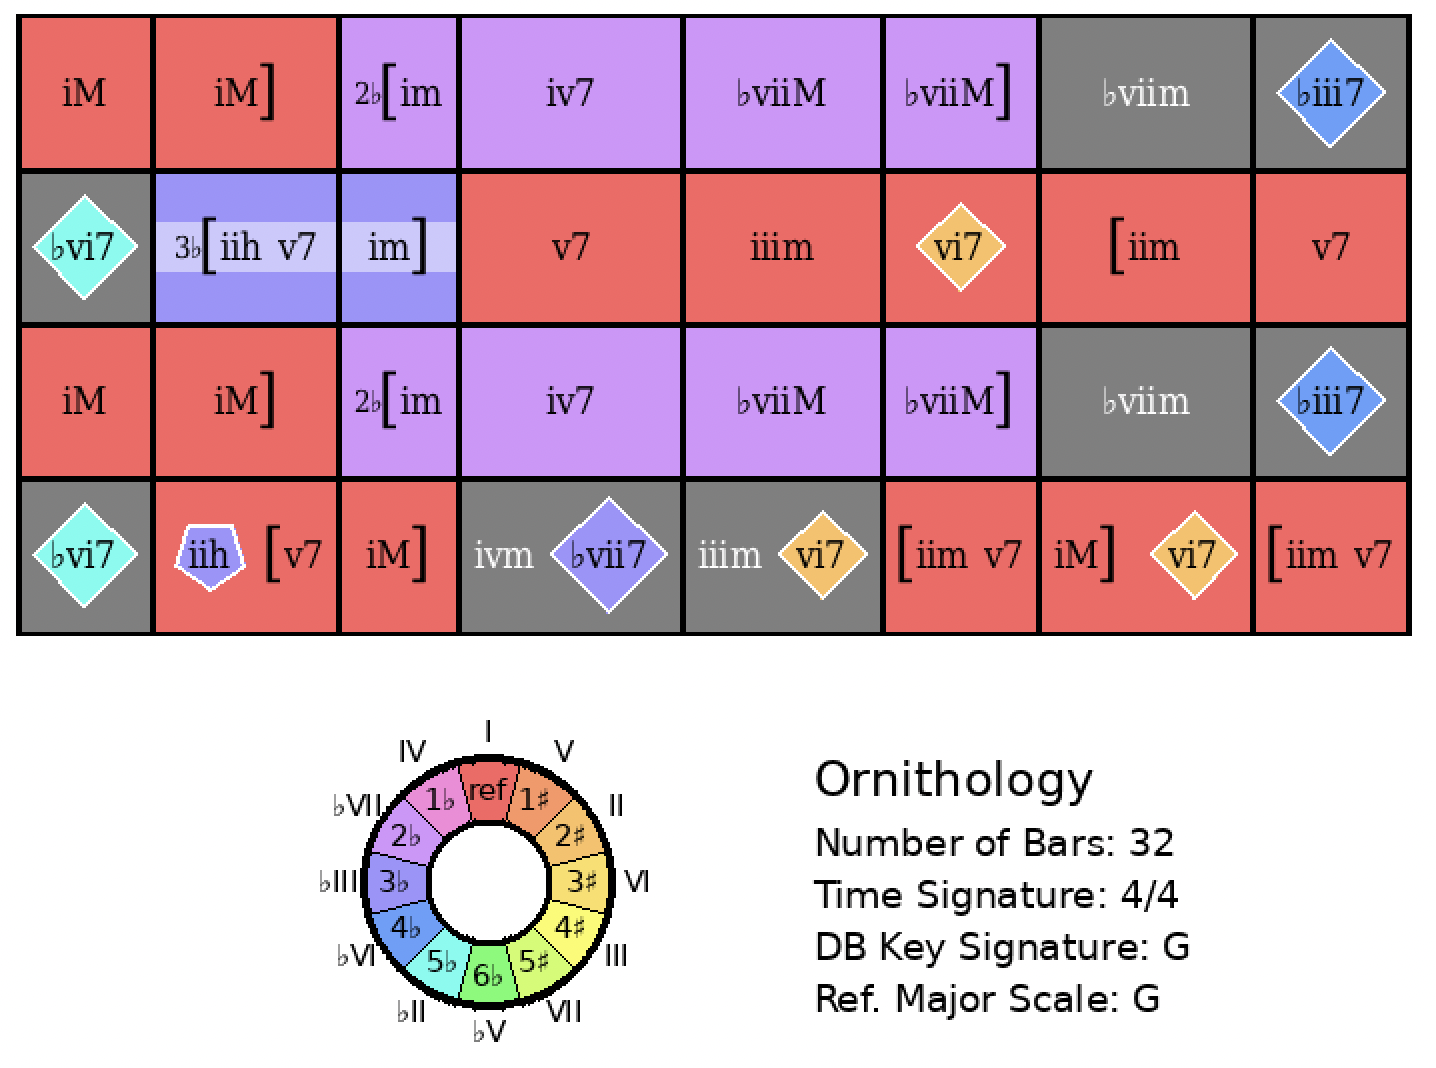 iM iM] 2♭[im iv7 ♭viiM ♭viiM] ♭viim ♭iii7
♭vi7 3♭[iih v7 im] v7 iiim vi7 [iim v7
iM iM] 2♭[im iv7 ♭viiM ♭viiM] ♭viim ♭iii7
♭vi7 iih [v7 iM] ivm ♭vii7 iiim vi7 [iim v7 iM] vi7 [iim v7
I
IV V
♭VII II
♭III VI
♭VI III
♭II VII
♭V
ref
1♭ 1♯
2♭ 2♯
3♭ 3♯
4♭ 4♯
5♭ 5♯
6♭
Ornithology
Number of Bars: 32
Time Signature: 4/4
DB Key Signature: G
Ref. Major Scale: G